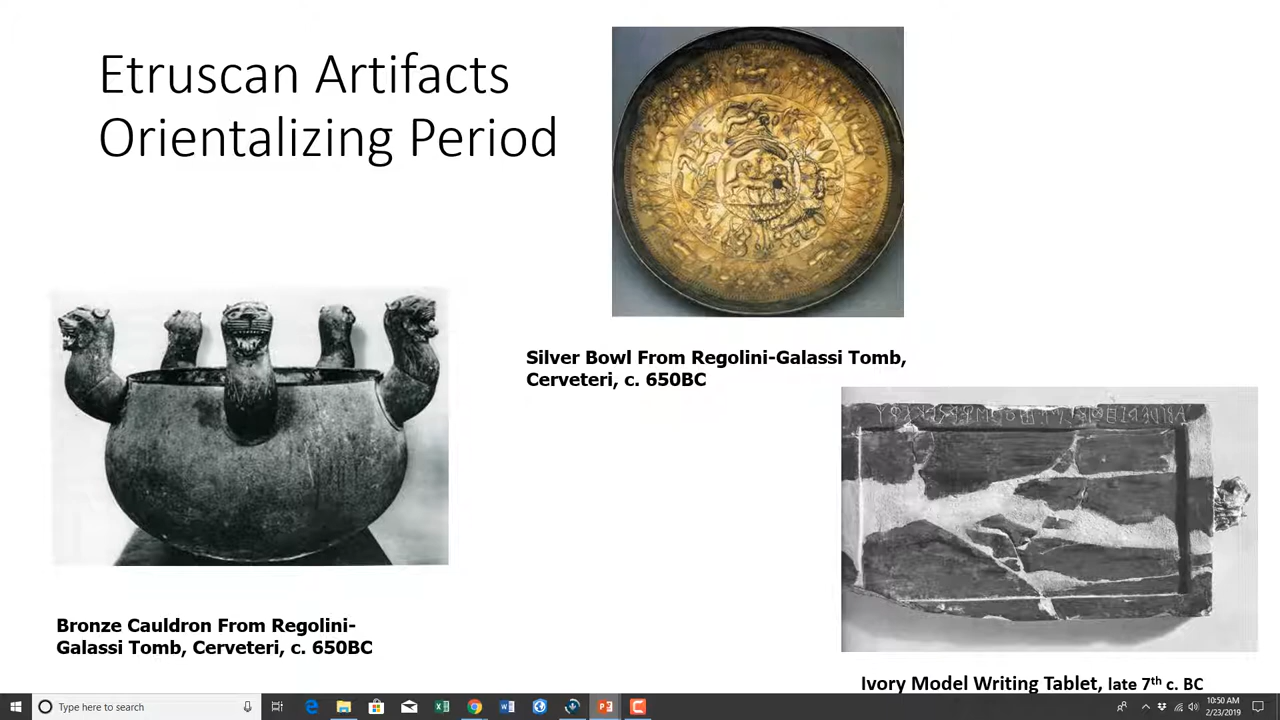 Etruscan Artifacts
Orientalizing Period
Silver Bowl From Regolini-Galassi Tomb,
Cerveteri, c. 650BC
Bronze Cauldron From Regolini-
Galassi Tomb, Cerveteri, c. 650BC
Ivory Model Writing Tablet, late 7th c. BC
Type here to search
10:50 AM
2/23/2019